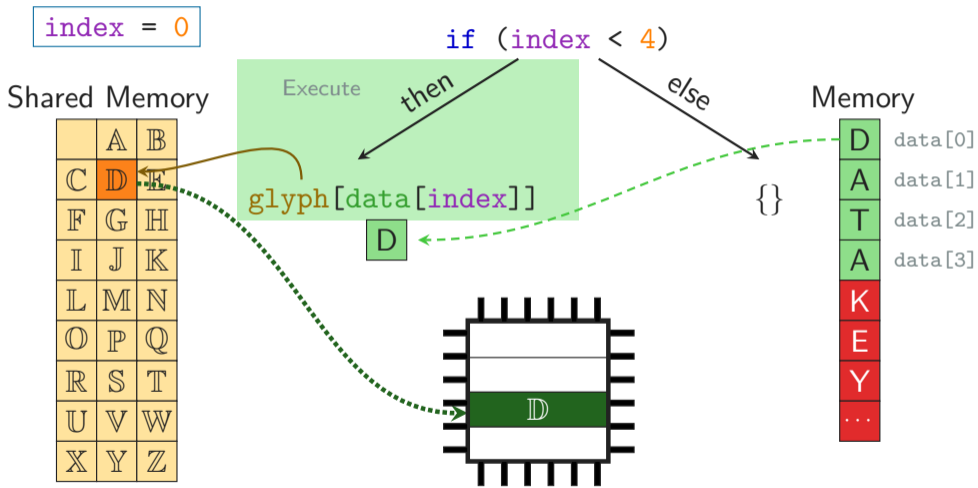 index = 0
if (index < 4)
Execute
then
else
Shared Memory
Memory
𝔸 𝔹
ℂ 𝔻 𝔼
𝔽 𝔾 ℍ
𝕀 𝕁 𝕂
𝕃 𝕄 ℕ
𝕆 ℙ ℚ
ℝ 𝕊 𝕋
𝕌 𝕍 𝕎
𝕏 𝕐 ℤ
glyph[data[index]]
D
{}
𝔻
D data[0]
A data[1]
T data[2]
A data[3]
K
E
Y
...